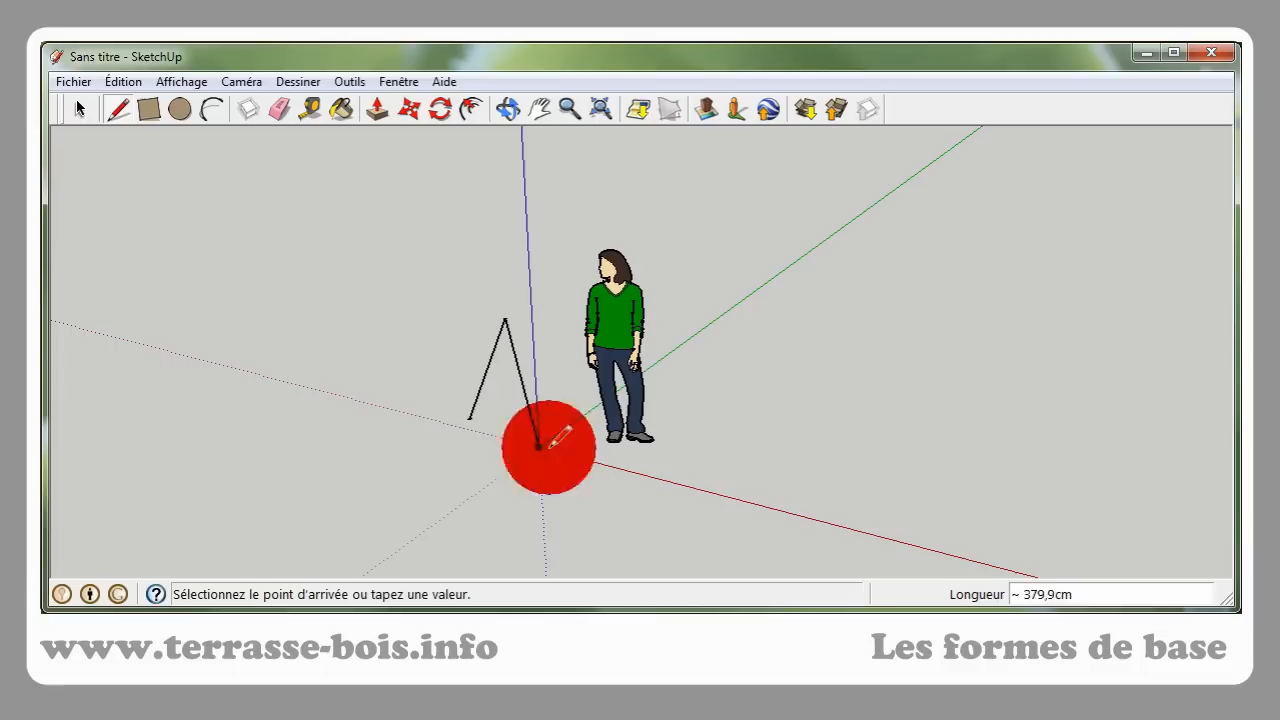 Sans titre - SketchUp
Fichier Édition Affichage Caméra Dessiner Outils Fenêtre Aide
Sélectionnez le point d'arrivée ou tapez une valeur.
Longueur ~ 379,9cm
www.terrasse-bois.info
Les formes de base